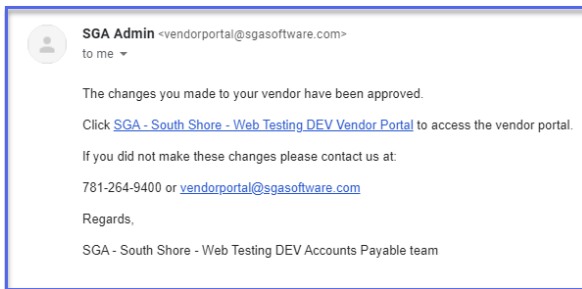 SGA Admin <vendorportal@sgasoftware.com>
to me
The changes you made to your vendor have been approved.
Click SGA - South Shore - Web Testing DEV Vendor Portal to access the vendor portal.
If you did not make these changes please contact us at:
781-264-9400 or vendorportal@sgasoftware.com
Regards,
SGA - South Shore - Web Testing DEV Accounts Payable team